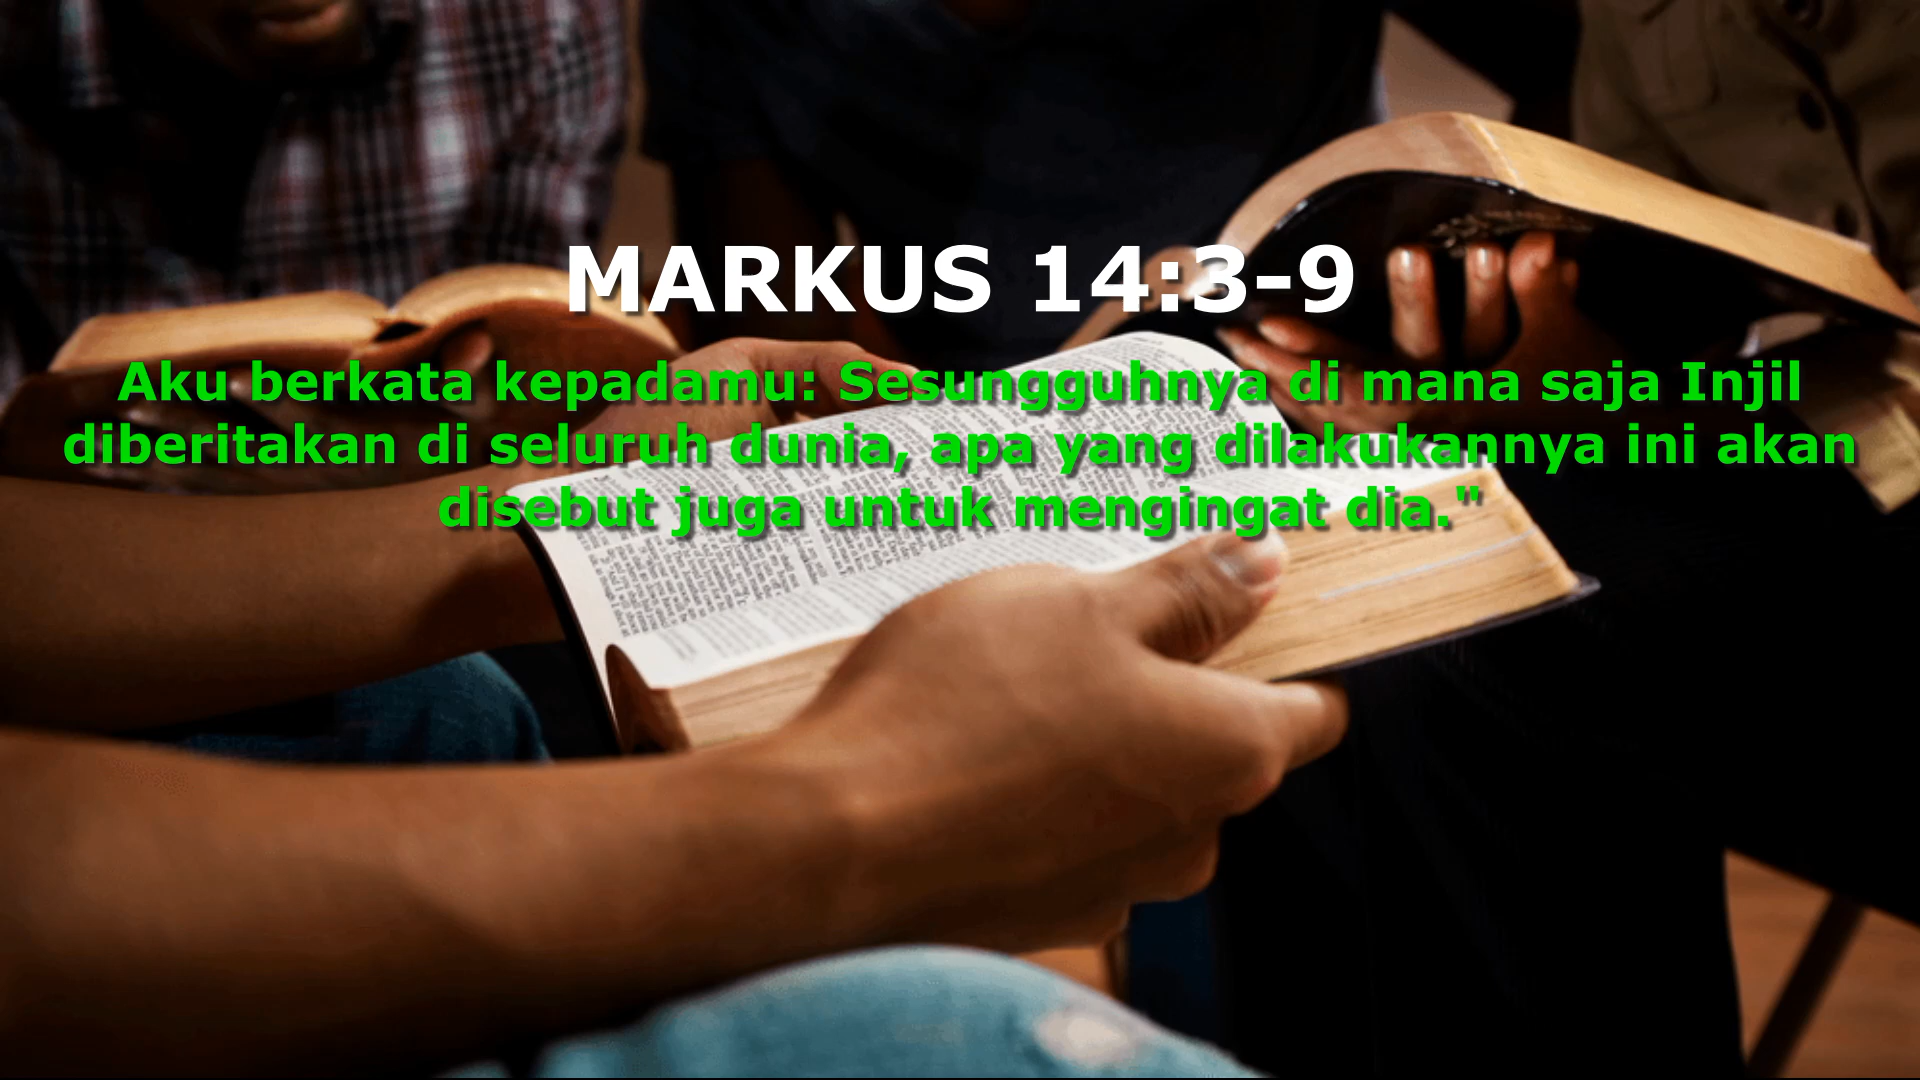 MARKUS 14:3-9
Aku berkata kepadamu: Sesungguhnya di mana saja Injil
diberitakan di seluruh dunia, apa yang dilakukannya ini akan
disebut juga untuk mengingat dia."